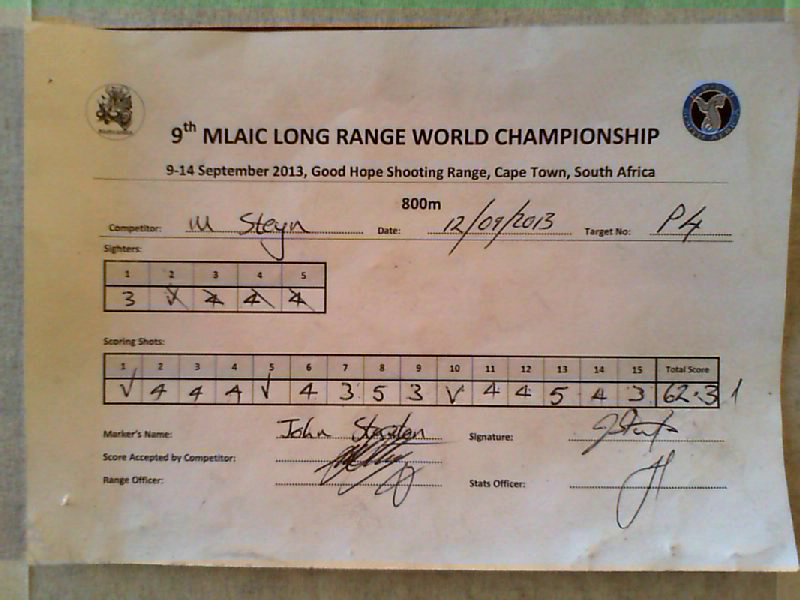 9th MLAIC LONG RANGE WORLD CHAMPIONSHIP
9-14 September 2013, Good Hope Shooting Range, Cape Town, South Africa
800m
Competitor: M Steyn Date: 12/09/2013 Target No: P4
Sighters:
1 2 3 4 5
3 V 4 4 4
Scoring Shots:
1 2 3 4 5 6 7 8 9 10 11 12 13 14 15 Total Score
V 4 4 4 V 4 3 5 3 V 4 4 5 4 3 62.3
Marker's Name: John Signature:
Score Accepted by Competitor:
Range Officer: Stats Officer: